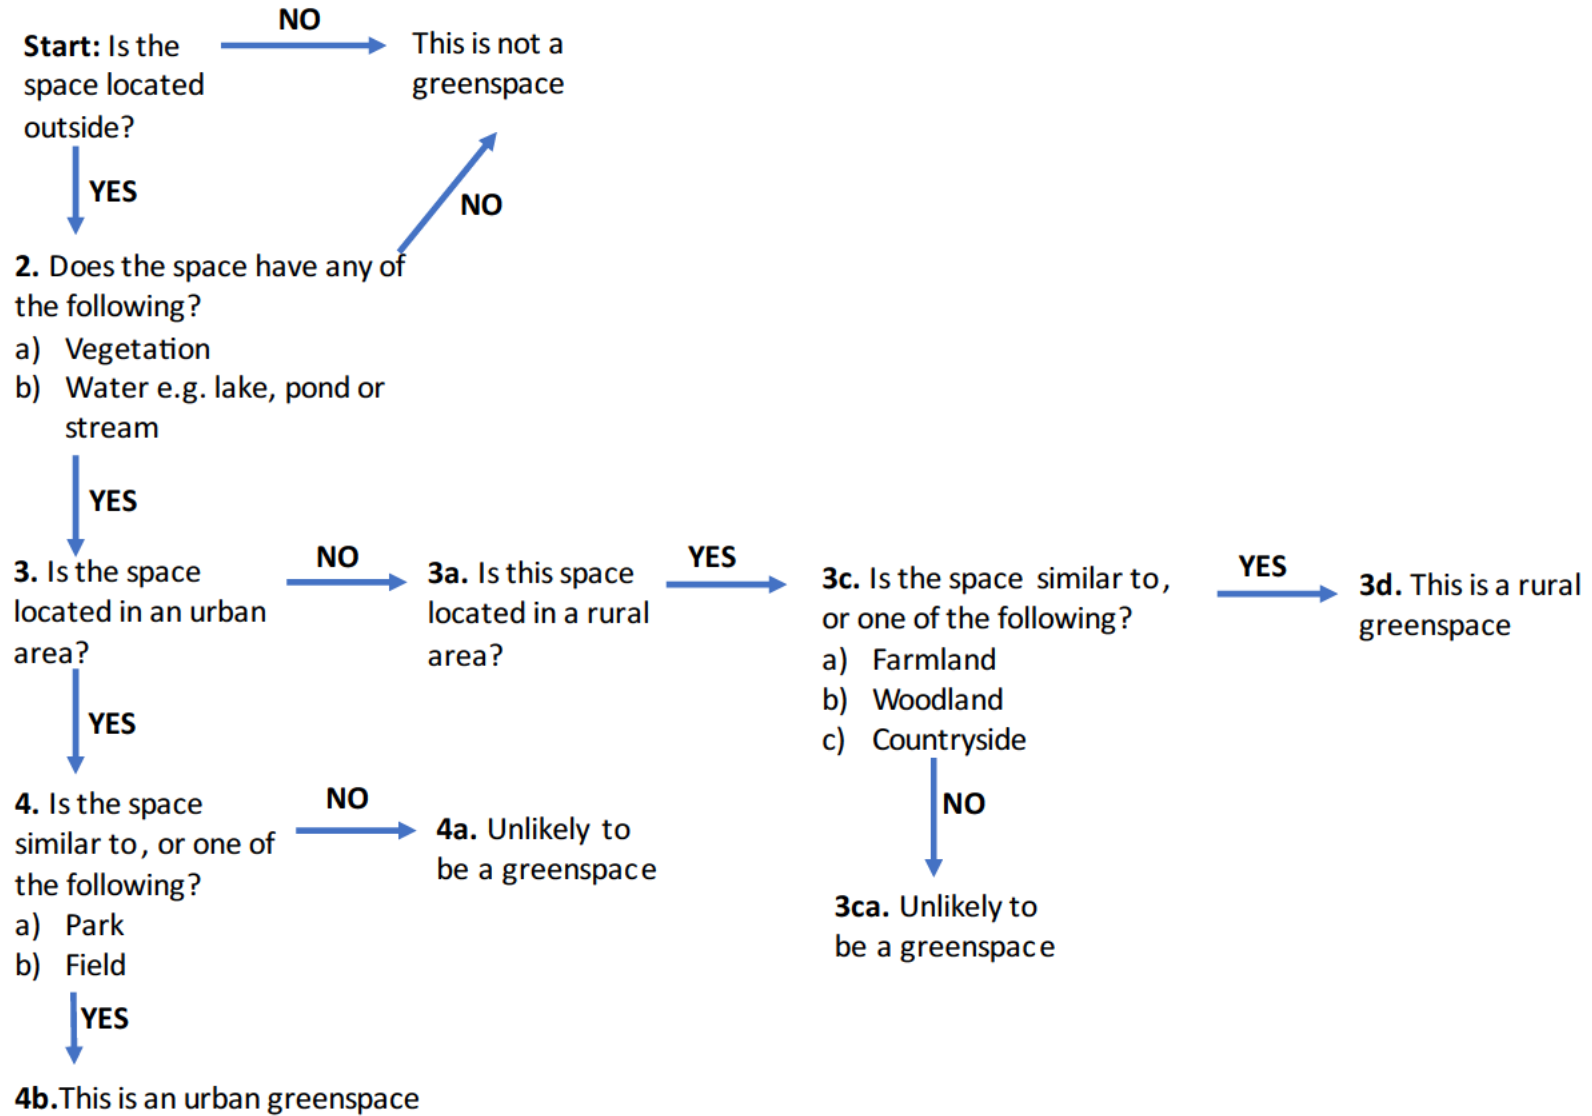 Start: Is the
space located
outside?
NO
This is not a
greenspace
YES
NO
2. Does the space have any of
the following?
a) Vegetation
b) Water e.g. lake, pond or
stream
YES
3. Is the space
located in an urban
area?
NO
3a. Is this space
located in a rural
area?
YES
3c. Is the space similar to,
or one of the following?
a) Farmland
b) Woodland
c) Countryside
YES
3d. This is a rural
greenspace
NO
3ca. Unlikely to
be a greenspace
YES
4. Is the space
similar to, or one of
the following?
a) Park
b) Field
NO
4a. Unlikely to
be a greenspace
YES
4b.This is an urban greenspace